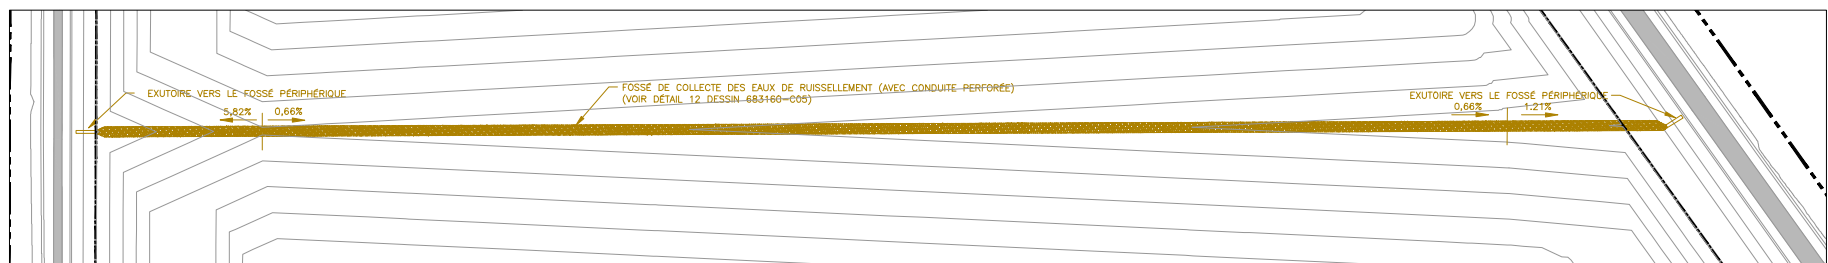 EXUTOIRE VERS LE FOSSÉ PÉRIPHÉRIQUE
5,82%
0,66%
FOSSÉ DE COLLECTE DES EAUX DE RUISSELLEMENT (AVEC CONDUITE PERFORÉE)
(VOIR DÉTAIL 12 DESSIN 683160-C05)
EXUTOIRE VERS LE FOSSÉ PÉRIPHÉRIQUE
0,66%
1.21%